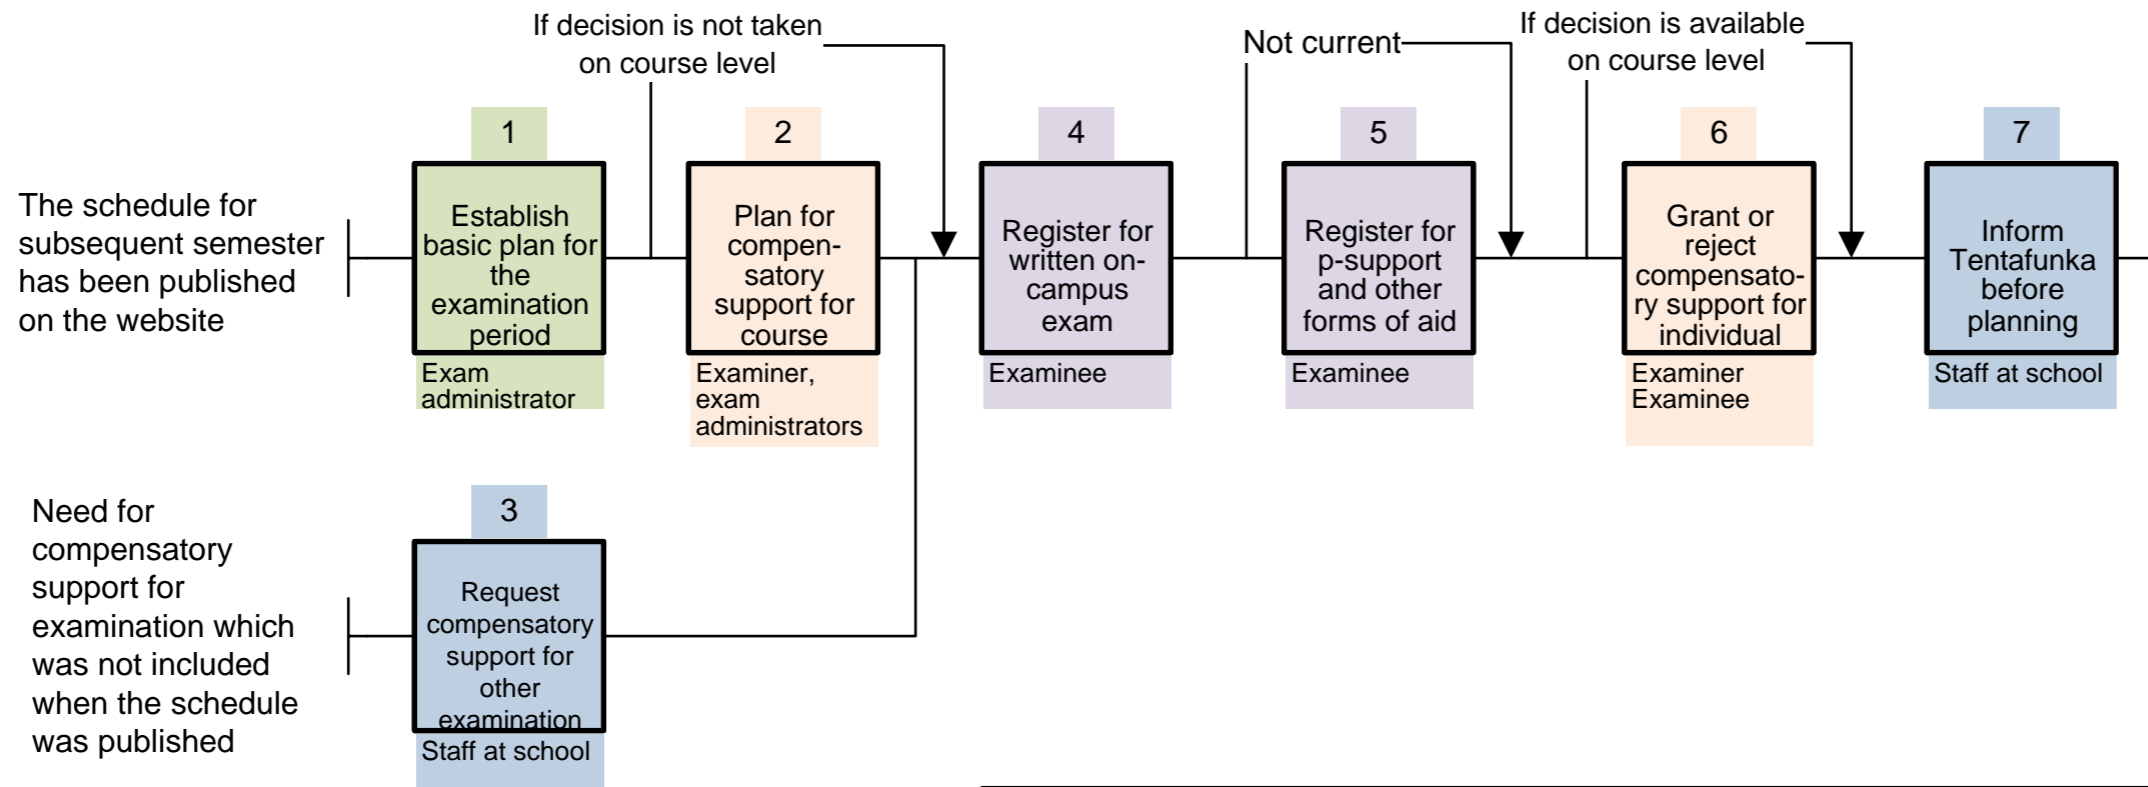 If decision is not taken
on course level
Not current
If decision is available
on course level
The schedule for
subsequent semester
has been published
on the website
1
Establish
basic plan for
the
examination
period
Exam
administrator
2
Plan for
compen-
satory
support for
course
Examiner,
exam
administrators
4
Register for
written on-
campus
exam
Examinee
5
Register for
p-support
and other
forms of aid
Examinee
6
Grant or
reject
compensato-
ry support for
individual
Examiner
Examinee
7
Inform
Tentafunka
before
planning
Staff at school
Need for
compensatory
support for
examination which
was not included
when the schedule
was published
3
Request
compensatory
support for
other
examination
Staff at school